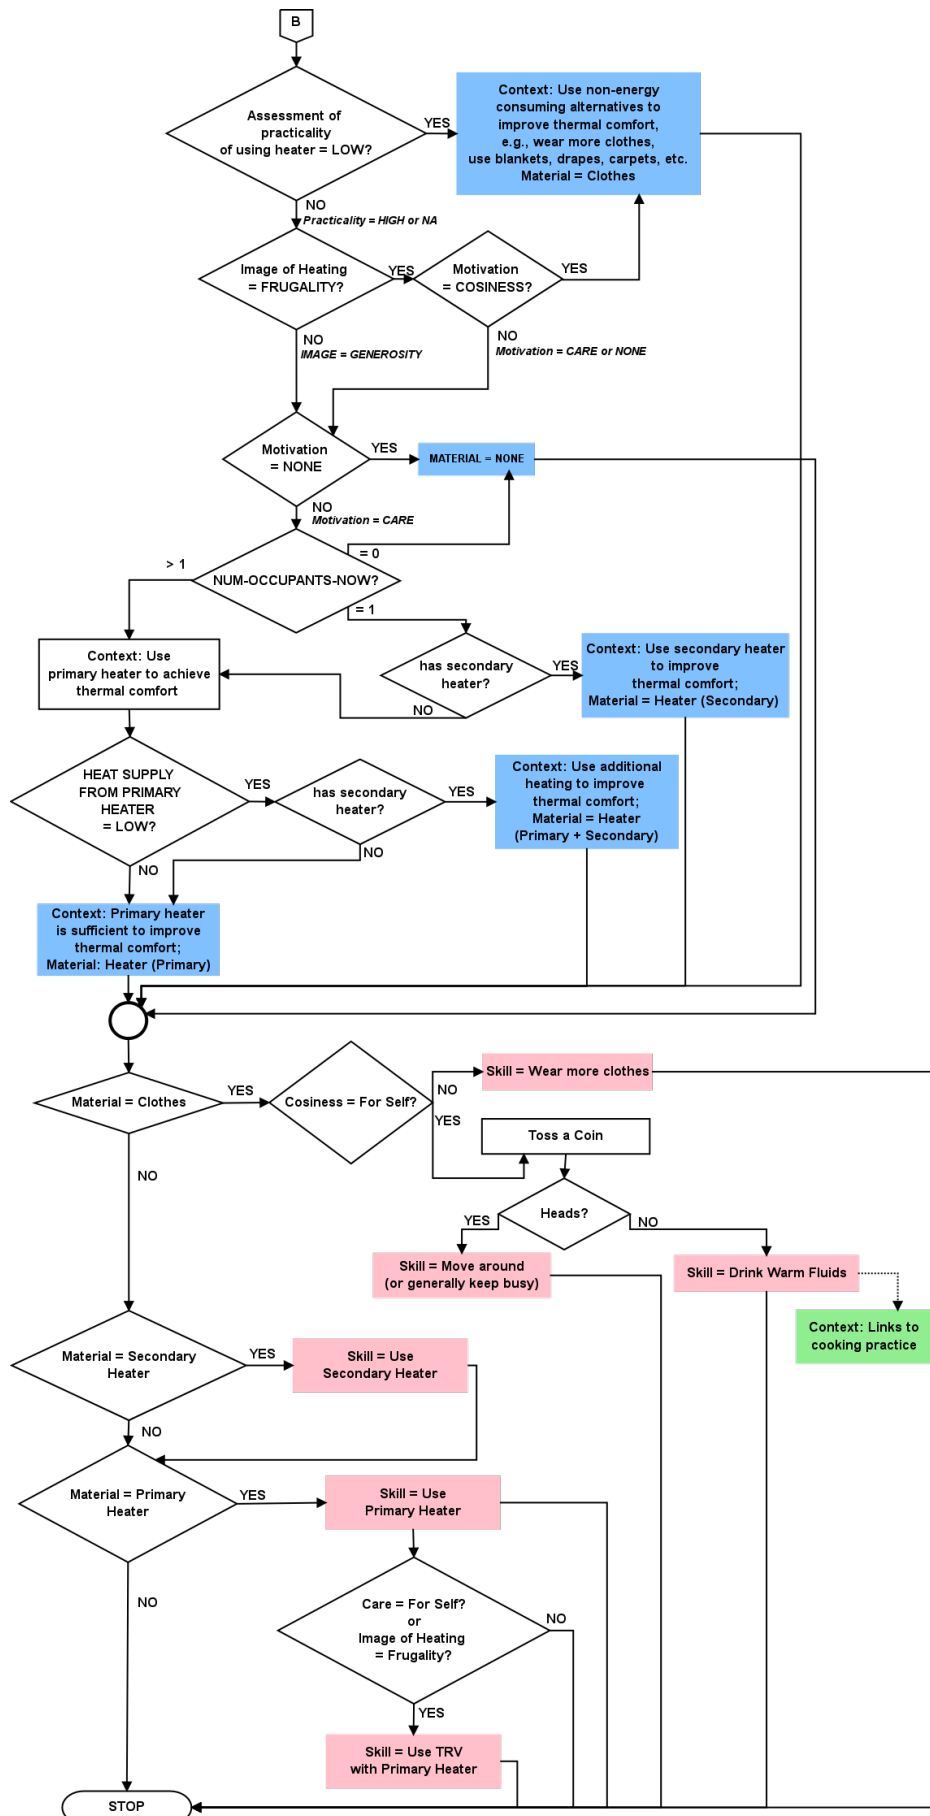 B
Assessment of
practicality
of using heater = LOW?
YES
Context: Use non-energy
consuming alternatives to
improve thermal comfort,
e.g., wear more clothes,
use blankets, drapes, carpets, etc.
Material = Clothes
NO
Practicality = HIGH or NA
Image of Heating
= FRUGALITY?
YES
Motivation
= COSINESS?
YES
NO
IMAGE = GENEROSITY
NO
Motivation = CARE or NONE
Motivation
= NONE
YES
MATERIAL = NONE
NO
Motivation = CARE
NUM-OCCUPANTS-NOW?
= 0
> 1
= 1
Context: Use
primary heater to achieve
thermal comfort
has secondary
heater?
YES
NO
Context: Use secondary heater
to improve
thermal comfort;
Material = Heater (Secondary)
HEAT SUPPLY
FROM PRIMARY
HEATER
= LOW?
YES
has secondary
heater?
YES
Context: Use additional
heating to improve
thermal comfort;
Material = Heater
(Primary + Secondary)
NO
NO
Context: Primary heater
is sufficient to improve
thermal comfort;
Material: Heater (Primary)
Material = Clothes
YES
Cosiness = For Self?
NO
YES
Skill = Wear more clothes
Toss a Coin
Heads?
YES
NO
Skill = Move around
(or generally keep busy)
Skill = Drink Warm Fluids
Context: Links to
cooking practice
NO
Material = Secondary
Heater
YES
Skill = Use
Secondary Heater
NO
Material = Primary
Heater
YES
Skill = Use
Primary Heater
NO
Care = For Self?
or
Image of Heating
= Frugality?
NO
YES
Skill = Use TRV
with Primary Heater
STOP